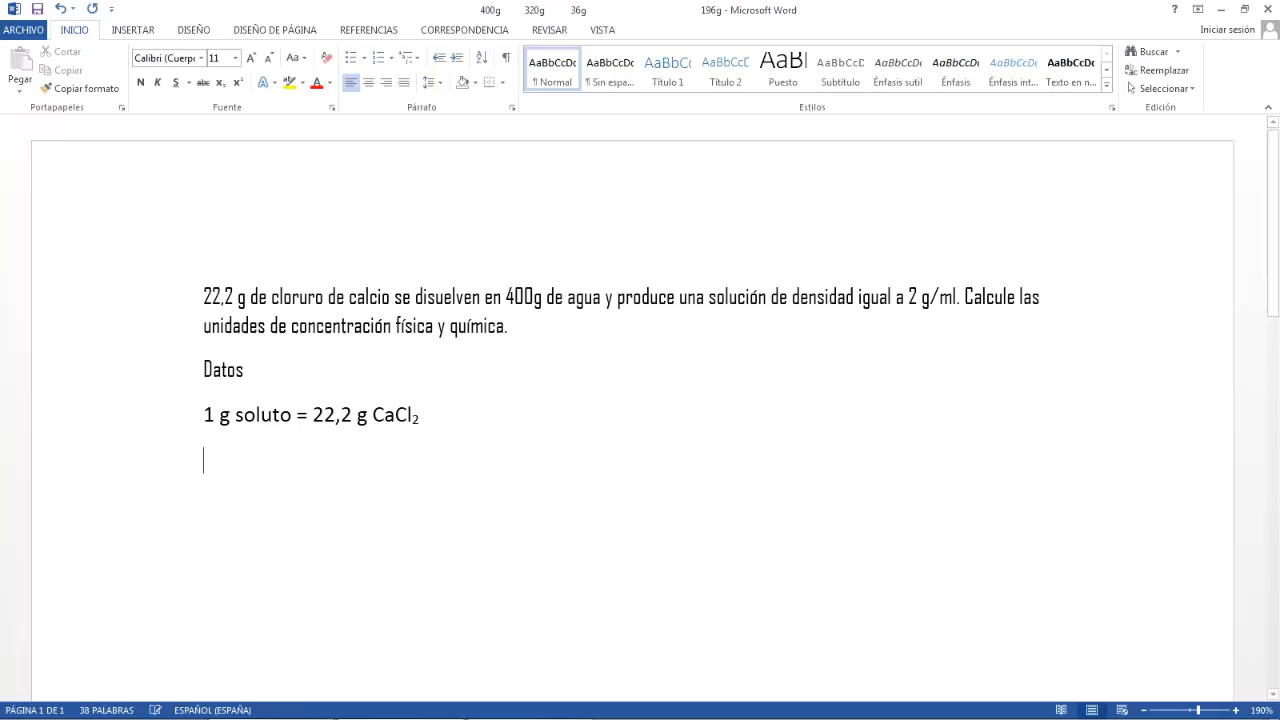 400g 320g 36g 196g - Microsoft Word
ARCHIVO INICIO INSERTAR DISEÑO DISEÑO DE PÁGINA REFERENCIAS CORRESPONDENCIA REVISAR VISTA Iniciar sesión
Pegar
Cortar
Copiar
Copiar formato
Portapapeles
Calibri (Cuerp 11
N K S abc x₂ x²
Fuente
Párrafo
AaBbCcDc AaBbCcDc AaBbCc AaBbCcC AaBl AaBbCcC AaBbCcDc AaBbCcDc AaBbCcDc AaBbCcDc
¶ Normal ¶ Sin espa... Título 1 Título 2 Puesto Subtítulo Énfasis sutil Énfasis Énfasis int... Texto en n...
Estilos
Buscar
Reemplazar
Seleccionar
Edición
22,2 g de cloruro de calcio se disuelven en 400g de agua y produce una solución de densidad igual a 2 g/ml. Calcule las
unidades de concentración física y química.
Datos
1 g soluto = 22,2 g CaCl₂
PÁGINA 1 DE 1 38 PALABRAS ESPAÑOL (ESPAÑA) 190%